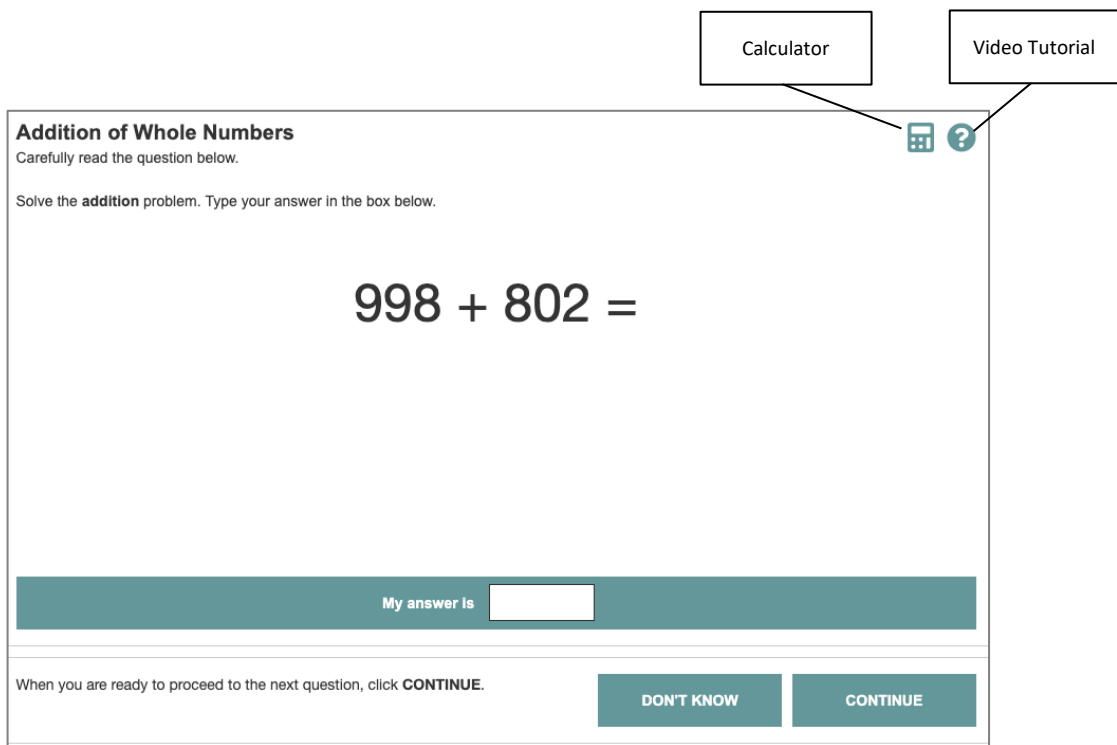 Calculator
Video Tutorial
Addition of Whole Numbers
Carefully read the question below.
Solve the addition problem. Type your answer in the box below.
998 + 802 =
My answer is
When you are ready to proceed to the next question, click CONTINUE.
DON'T KNOW
CONTINUE